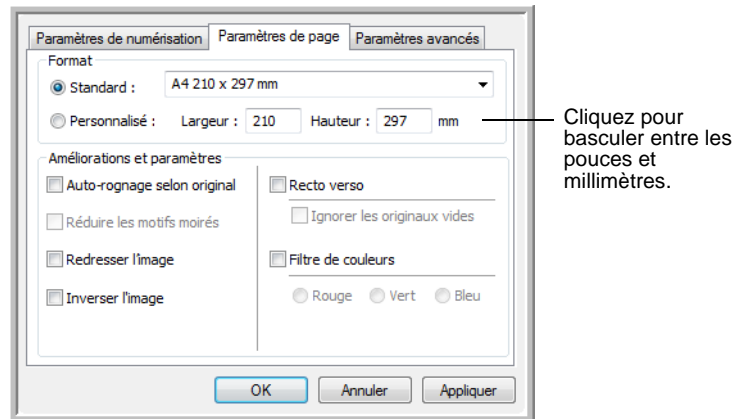 Paramètres de numérisation Paramètres de page Paramètres avancés
Format
Standard : A4 210 x 297 mm
Personnalisé : Largeur : 210 Hauteur : 297 mm
Cliquez pour
basculer entre les
pouces et
millimètres.
Améliorations et paramètres
Auto-rognage selon original
Réduire les motifs moirés
Redresser l'image
Inverser l'image
Recto verso
Ignorer les originaux vides
Filtre de couleurs
Rouge Vert Bleu
OK Annuler Appliquer